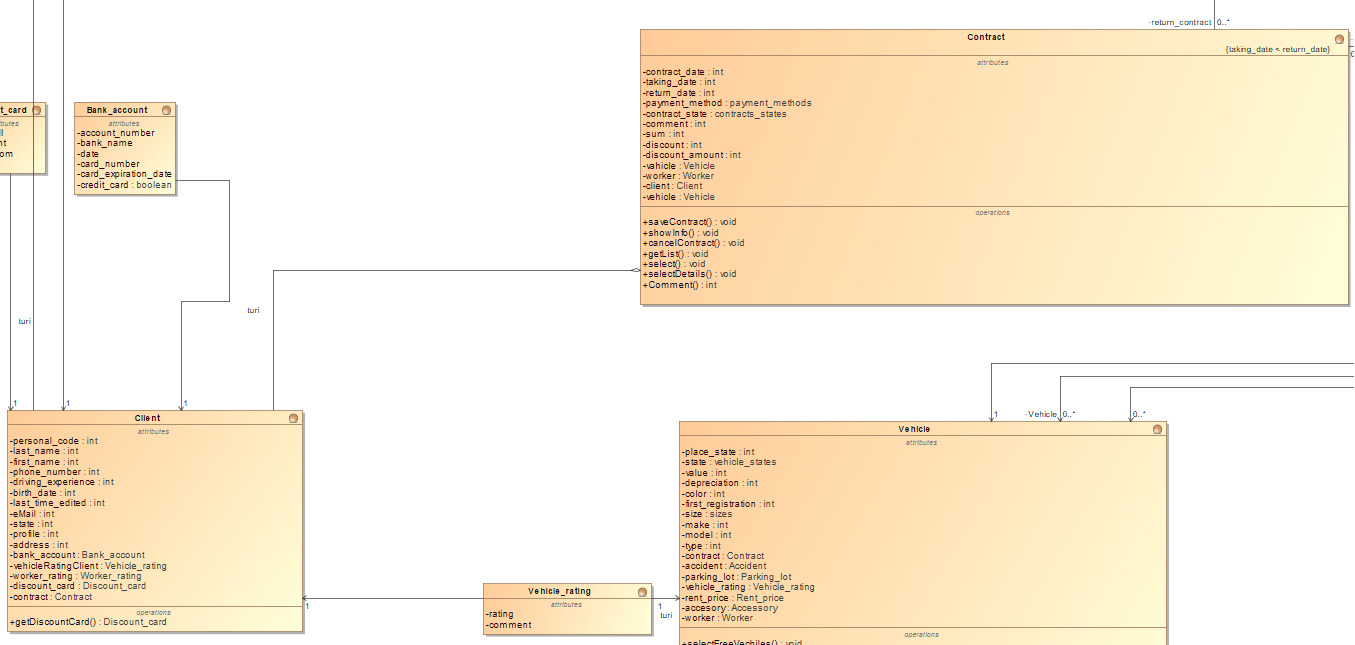 -return_contract 0..*
Contract
{taking_date < return_date}
attributes
-contract_date : int
-taking_date : int
-return_date : int
-payment_method : payment_methods
-contract_state : contracts_states
-comment : int
-sum : int
-discount : int
-discount_amount : int
-vahicle : Vehicle
-worker : Worker
-client : Client
-vehicle : Vehicle
operations
+saveContract() : void
+showInfo() : void
+cancelContract() : void
+getList() : void
+select() : void
+selectDetails() : void
+Comment() : int
t_card
butes
Bank_account
attributes
-account_number
-bank_name
-date
-card_number
-card_expiration_date
-credit_card : boolean
turi
turi
1
1
1
Client
attributes
-personal_code : int
-last_name : int
-first_name : int
-phone_number : int
-driving_experience : int
-birth_date : int
-last_time_edited : int
-eMail : int
-state : int
-profile : int
-address : int
-bank_account : Bank_account
-vehicleRatingClient : Vehicle_rating
-worker_rating : Worker_rating
-discount_card : Discount_card
-contract : Contract
operations
+getDiscountCard() : Discount_card
1
Vehicle_rating
attributes
-rating
-comment
1
turi
1
-Vehicle 0..*
0..*
Vehicle
attributes
-place_state : int
-state : vehicle_states
-value : int
-depreciation : int
-color : int
-first_registration : int
-size : sizes
-make : int
-model : int
-type : int
-contract : Contract
-accident : Accident
-parking_lot : Parking_lot
-vehicle_rating : Vehicle_rating
-rent_price : Rent_price
-accesory : Accessory
-worker : Worker
operations
+selectFreeVechiles() : void